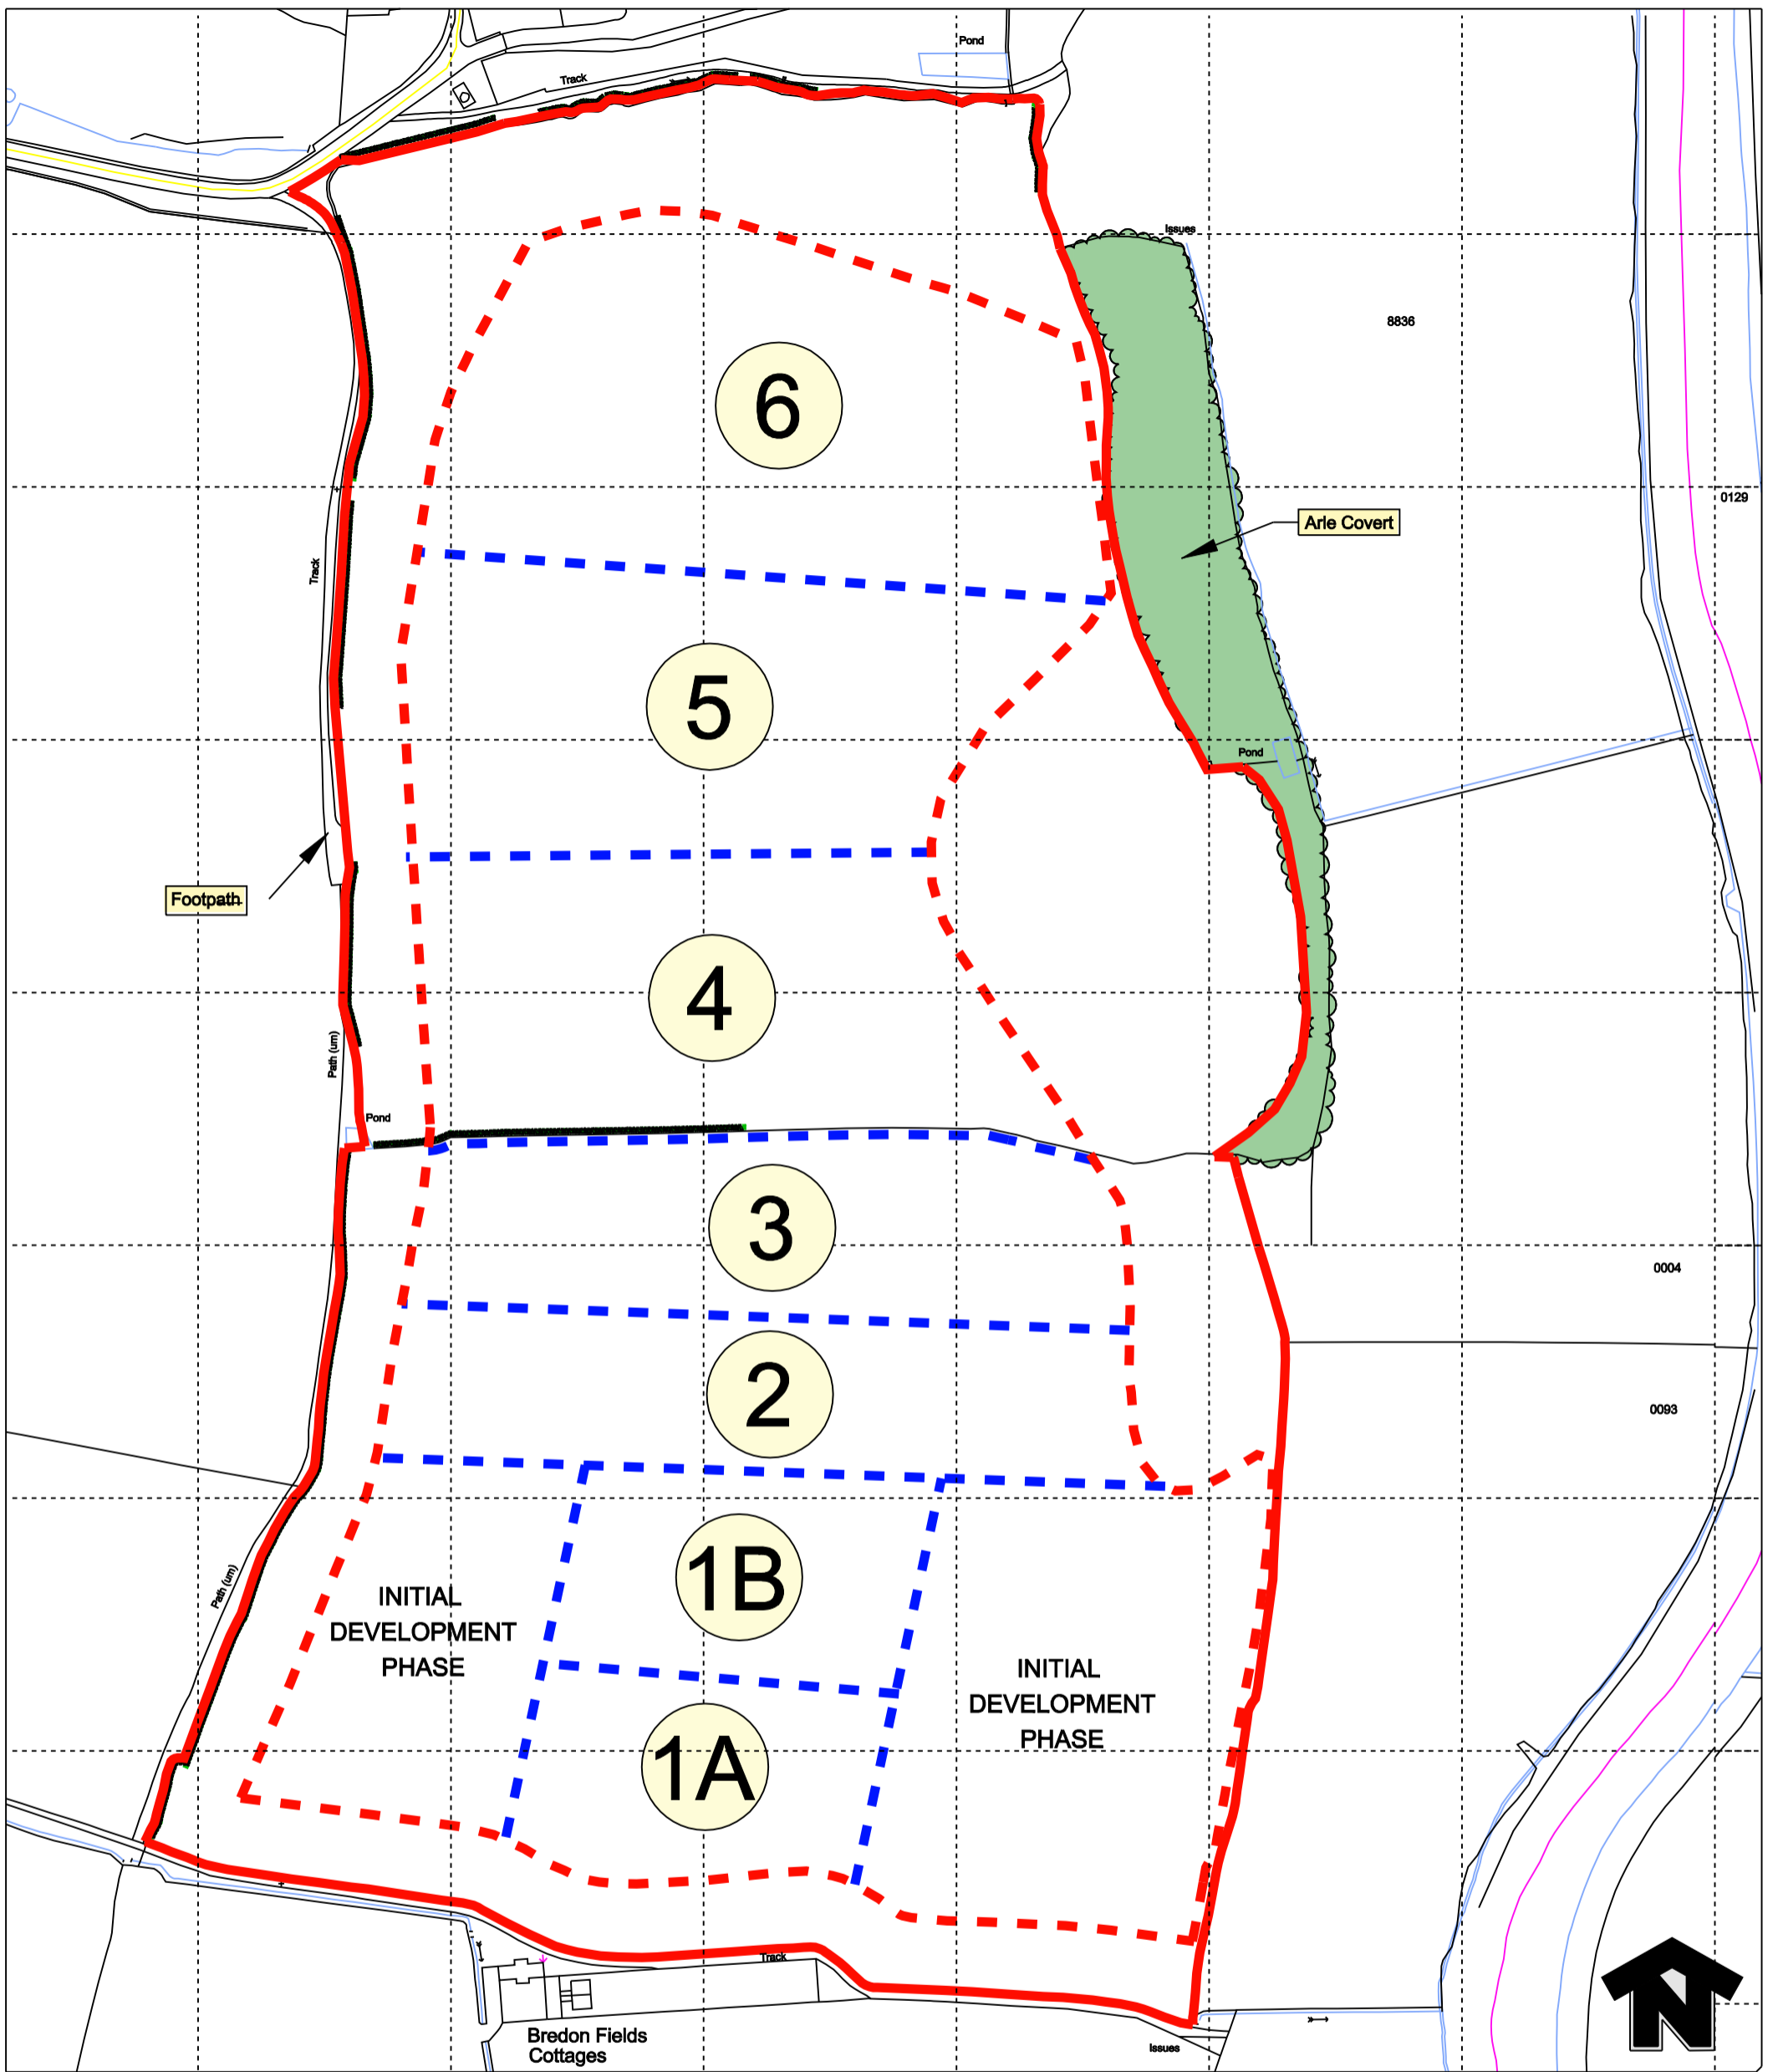 Pond
Track
Issues
8836
6
0129
Arle Covert
Track
5
Pond
Footpath
4
Path (um)
Pond
3
0004
2
0093
1B
Path (um)
INITIAL
DEVELOPMENT
PHASE
INITIAL
DEVELOPMENT
PHASE
1A
Track
N
Bredon Fields
Cottages
Issues